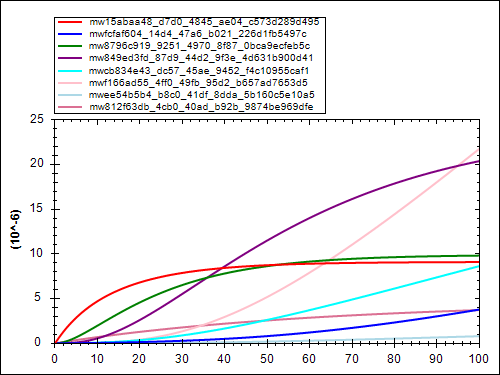 mw15abaa48_d7d0_4845_ae04_c573d289d495
mwfcfaf604_14d4_47a6_b021_226d1fb5497c
mw8796c919_9251_4970_8f87_0bca9ecfeb5c
mw849ed3fd_87d9_44d2_9f3e_4d631b900d41
mwcb834e43_dc57_45ae_9452_f4c10955caf1
mwf166ad55_4ff0_49fb_95d2_b657ad7653d5
mwee54b5b4_b8c0_41df_8dda_5b160c5e10a5
mw812f63db_4cb0_40ad_b92b_9874be969dfe
25
20
15
10
5
0
(10^-6)
0 10 20 30 40 50 60 70 80 90 100